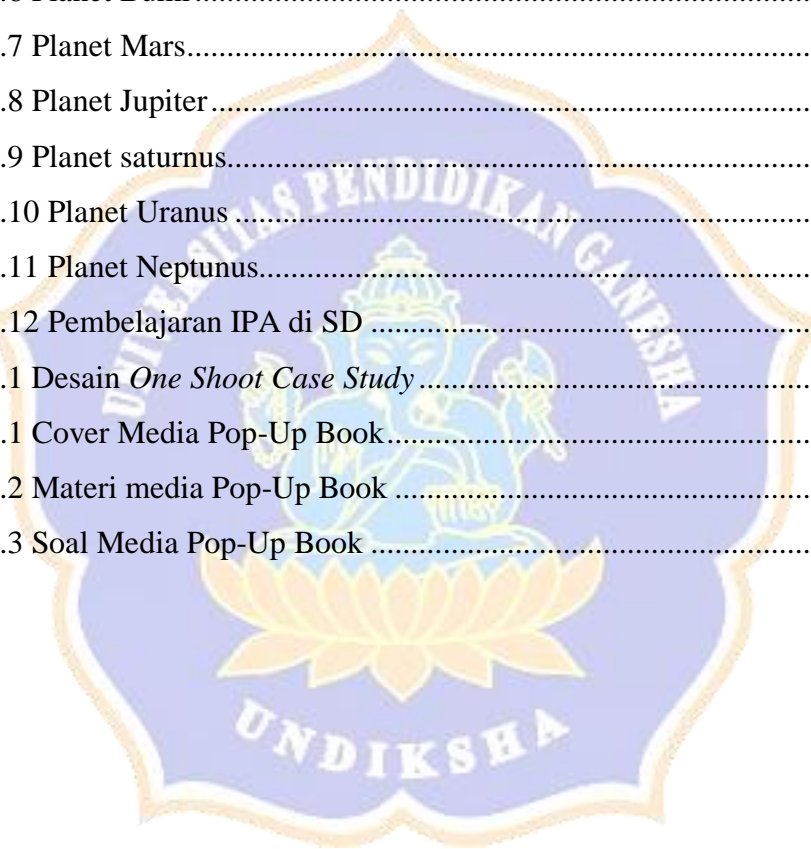 .7 Planet Mars
.8 Planet Jupiter
.9 Planet saturnus
.10 Planet Uranus
.11 Planet Neptunus
.12 Pembelajaran IPA di SD
.1 Desain One Shoot Case Study
.1 Cover Media Pop-Up Book
.2 Materi media Pop-Up Book
.3 Soal Media Pop-Up Book
UNIVERSITAS PENDIDIKAN GANESHA
UNDIKSHA